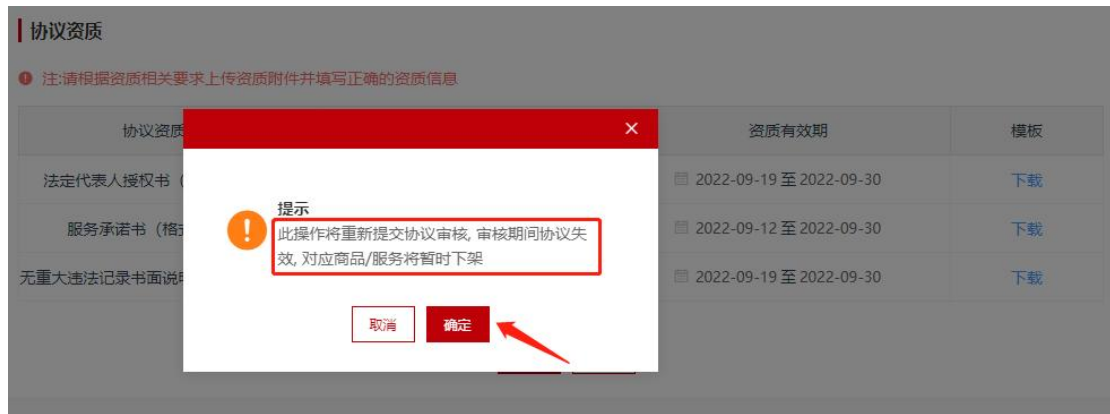 协议资质
注:请根据资质相关要求上传资质附件并填写正确的资质信息
协议资质 资质有效期 模板
法定代表人授权书（ 2022-09-19 至 2022-09-30 下载
服务承诺书（格式 2022-09-12 至 2022-09-30 下载
无重大违法记录书面说明 2022-09-19 至 2022-09-30 下载
提示
此操作将重新提交协议审核, 审核期间协议失
效, 对应商品/服务将暂时下架
取消 确定